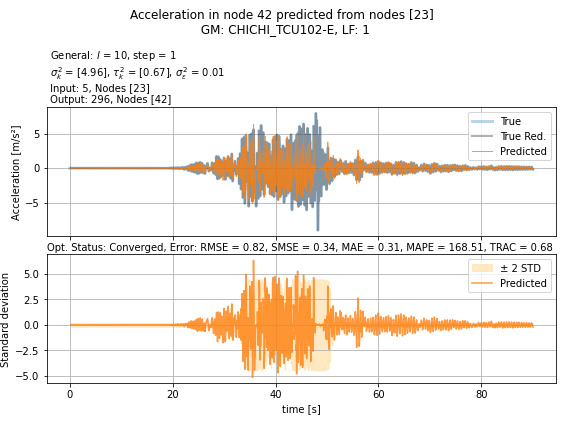 Acceleration in node 42 predicted from nodes [23]
GM: CHICHI_TCU102-E, LF: 1
General: l = 10, step = 1
σ²ₖ = [4.96], τ²ₖ = [0.67], σ²ε = 0.01
Input: 5, Nodes [23]
Output: 296, Nodes [42]
Acceleration [m/s²]
5
0
−5
True
True Red.
Predicted
Opt. Status: Converged, Error: RMSE = 0.82, SMSE = 0.34, MAE = 0.31, MAPE = 168.51, TRAC = 0.68
Standard deviation
5.0
2.5
0.0
−2.5
−5.0
± 2 STD
Predicted
0 20 40 60 80
time [s]